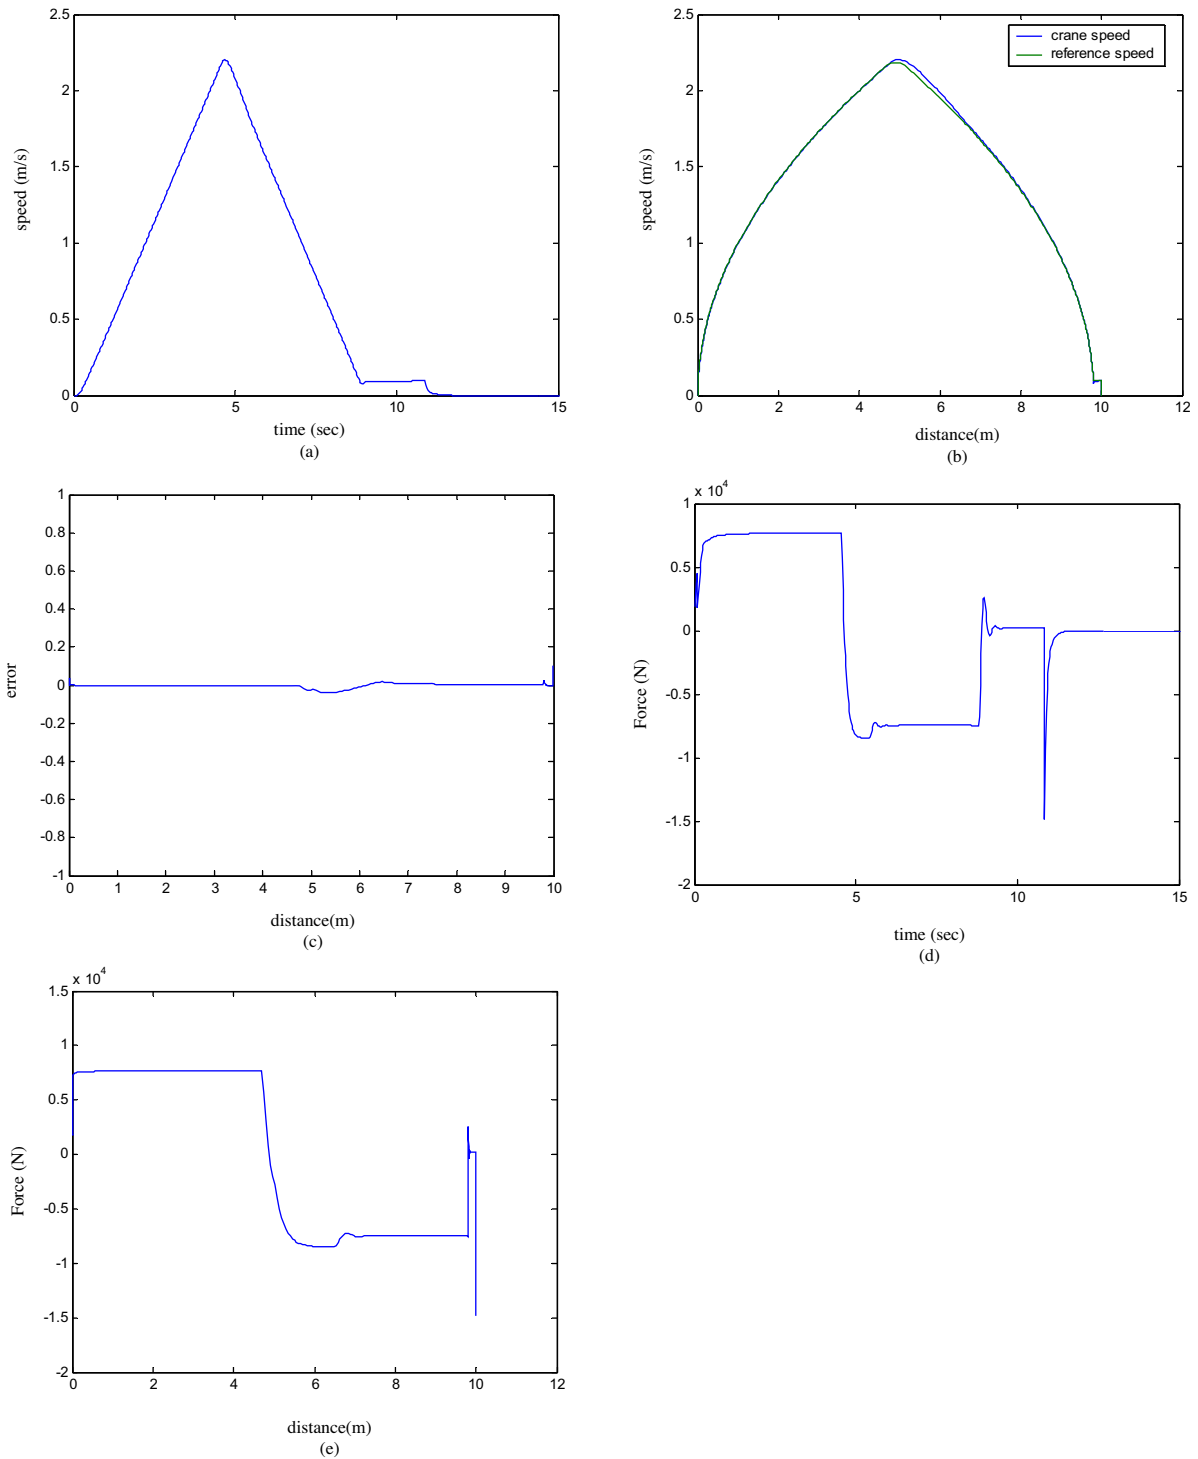 2.5
2
1.5
1
0.5
0
speed (m/s)
0 5 10 15
time (sec)
(a)
2.5
2
1.5
1
0.5
0
speed (m/s)
crane speed
reference speed
0 2 4 6 8 10 12
distance(m)
(b)
1
0.8
0.6
0.4
0.2
0
-0.2
-0.4
-0.6
-0.8
-1
error
0 1 2 3 4 5 6 7 8 9 10
distance(m)
(c)
x 10^4
1
0.5
0
-0.5
-1
-1.5
-2
Force (N)
0 5 10 15
time (sec)
(d)
x 10^4
1.5
1
0.5
0
-0.5
-1
-1.5
-2
Force (N)
0 2 4 6 8 10 12
distance(m)
(e)